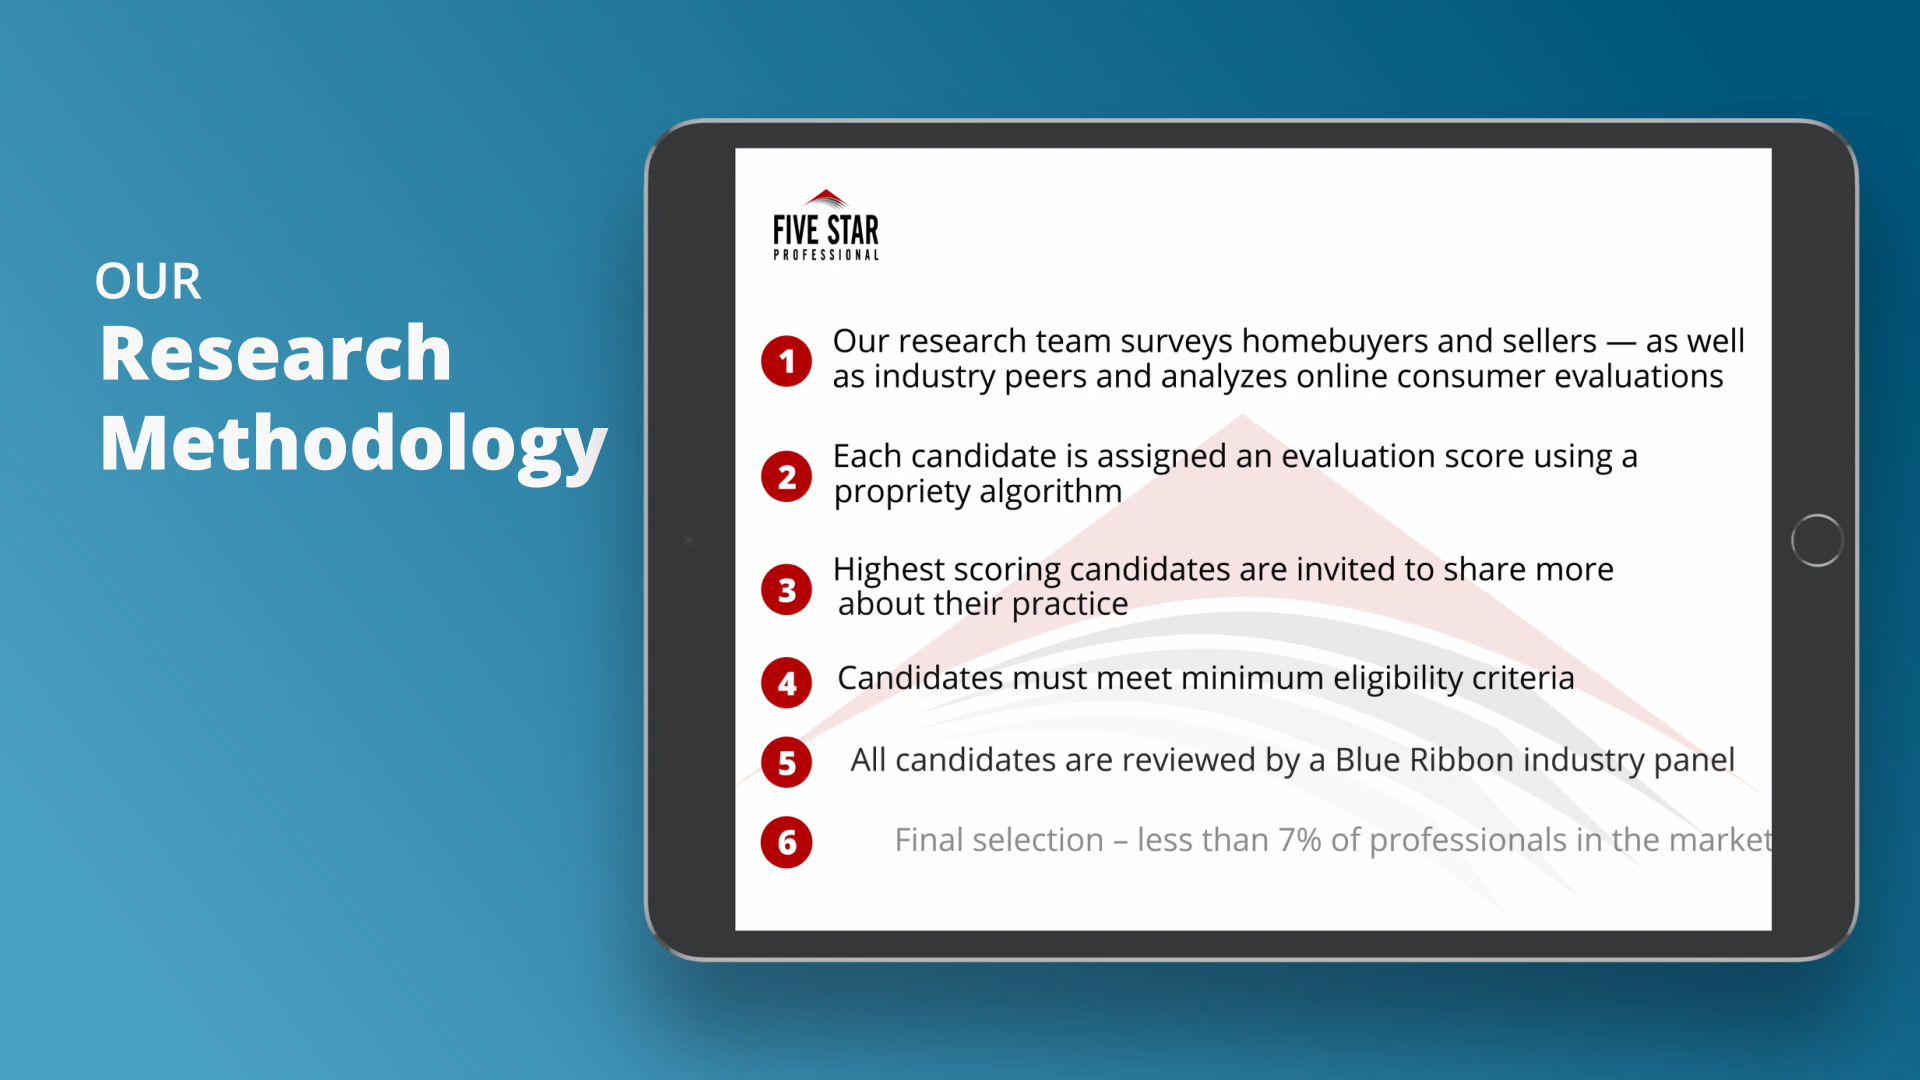 OUR
Research
Methodology
FIVE STAR
PROFESSIONAL
1 Our research team surveys homebuyers and sellers — as well
as industry peers and analyzes online consumer evaluations
2 Each candidate is assigned an evaluation score using a
propriety algorithm
3 Highest scoring candidates are invited to share more
about their practice
4 Candidates must meet minimum eligibility criteria
5 All candidates are reviewed by a Blue Ribbon industry panel
6 Final selection – less than 7% of professionals in the market